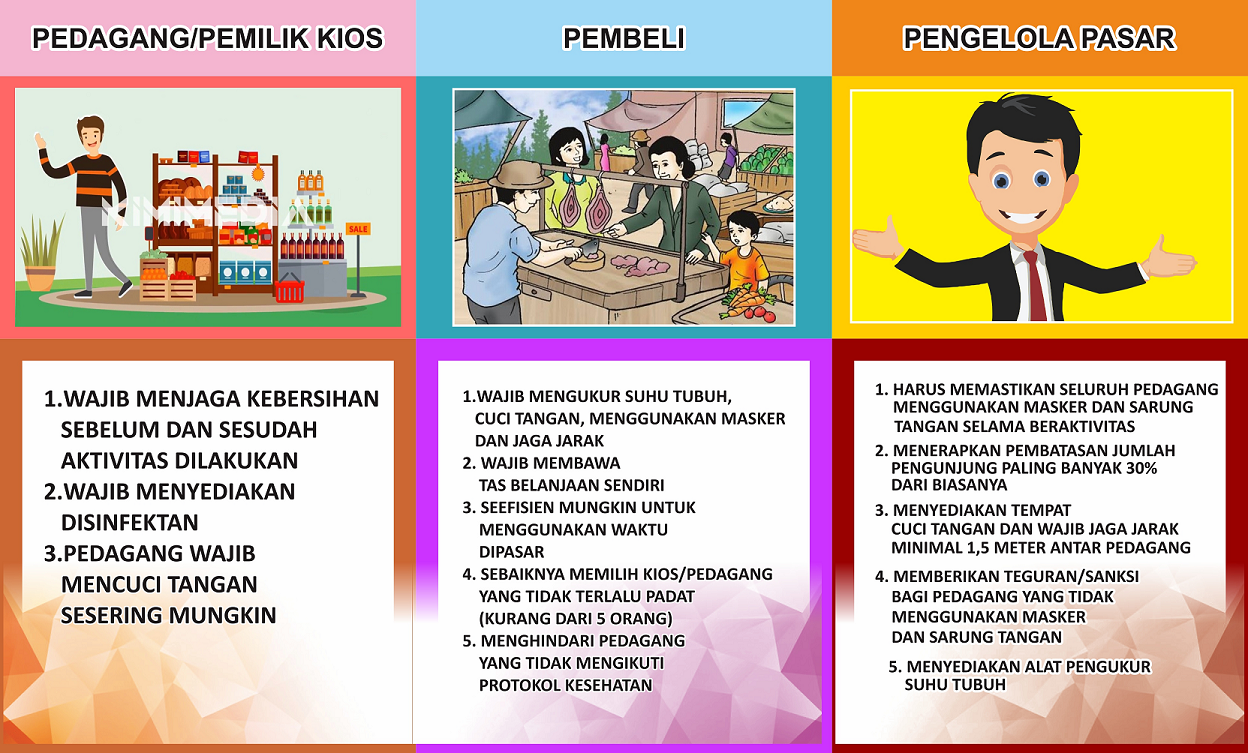 PEDAGANG/PEMILIK KIOS
KIMMEDIA
SALE
1.WAJIB MENJAGA KEBERSIHAN
SEBELUM DAN SESUDAH
AKTIVITAS DILAKUKAN
2.WAJIB MENYEDIAKAN
DISINFEKTAN
3.PEDAGANG WAJIB
MENCUCI TANGAN
SESERING MUNGKIN
PEMBELI
1.WAJIB MENGUKUR SUHU TUBUH,
CUCI TANGAN, MENGGUNAKAN MASKER
DAN JAGA JARAK
2. WAJIB MEMBAWA
TAS BELANJAAN SENDIRI
3. SEEFISIEN MUNGKIN UNTUK
MENGGUNAKAN WAKTU
DIPASAR
4. SEBAIKNYA MEMILIH KIOS/PEDAGANG
YANG TIDAK TERLALU PADAT
(KURANG DARI 5 ORANG)
5. MENGHINDARI PEDAGANG
YANG TIDAK MENGIKUTI
PROTOKOL KESEHATAN
PENGELOLA PASAR
1. HARUS MEMASTIKAN SELURUH PEDAGANG
MENGGUNAKAN MASKER DAN SARUNG
TANGAN SELAMA BERAKTIVITAS
2. MENERAPKAN PEMBATASAN JUMLAH
PENGUNJUNG PALING BANYAK 30%
DARI BIASANYA
3. MENYEDIAKAN TEMPAT
CUCI TANGAN DAN WAJIB JAGA JARAK
MINIMAL 1,5 METER ANTAR PEDAGANG
4. MEMBERIKAN TEGURAN/SANKSI
BAGI PEDAGANG YANG TIDAK
MENGGUNAKAN MASKER
DAN SARUNG TANGAN
5. MENYEDIAKAN ALAT PENGUKUR
SUHU TUBUH